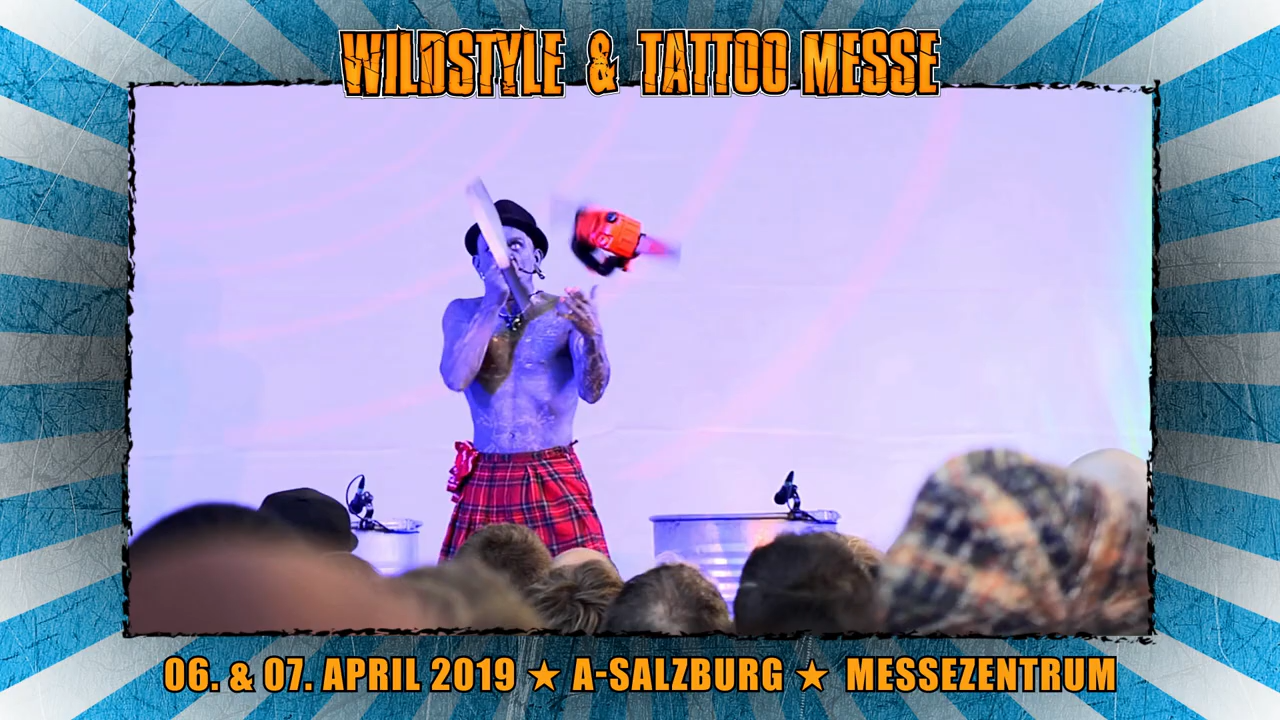 WILDSTYLE & TATTOO MESSE
06. & 07. APRIL 2019 ★ A-SALZBURG ★ MESSEZENTRUM